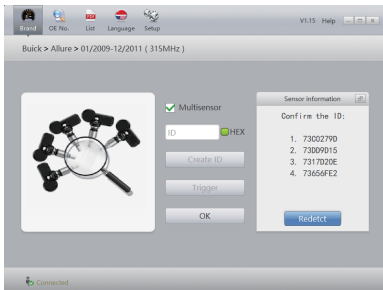 V1.15 Help
Brand OE No. List Language Setup
Buick > Allure > 01/2009-12/2011 ( 315MHz )
Multisensor
ID HEX
Create ID
Trigger
OK
Sensor information
Confirm the ID:
1. 73C0279D
2. 73DD9D15
3. 7317D20E
4. 73656FE2
Redetct
Connected